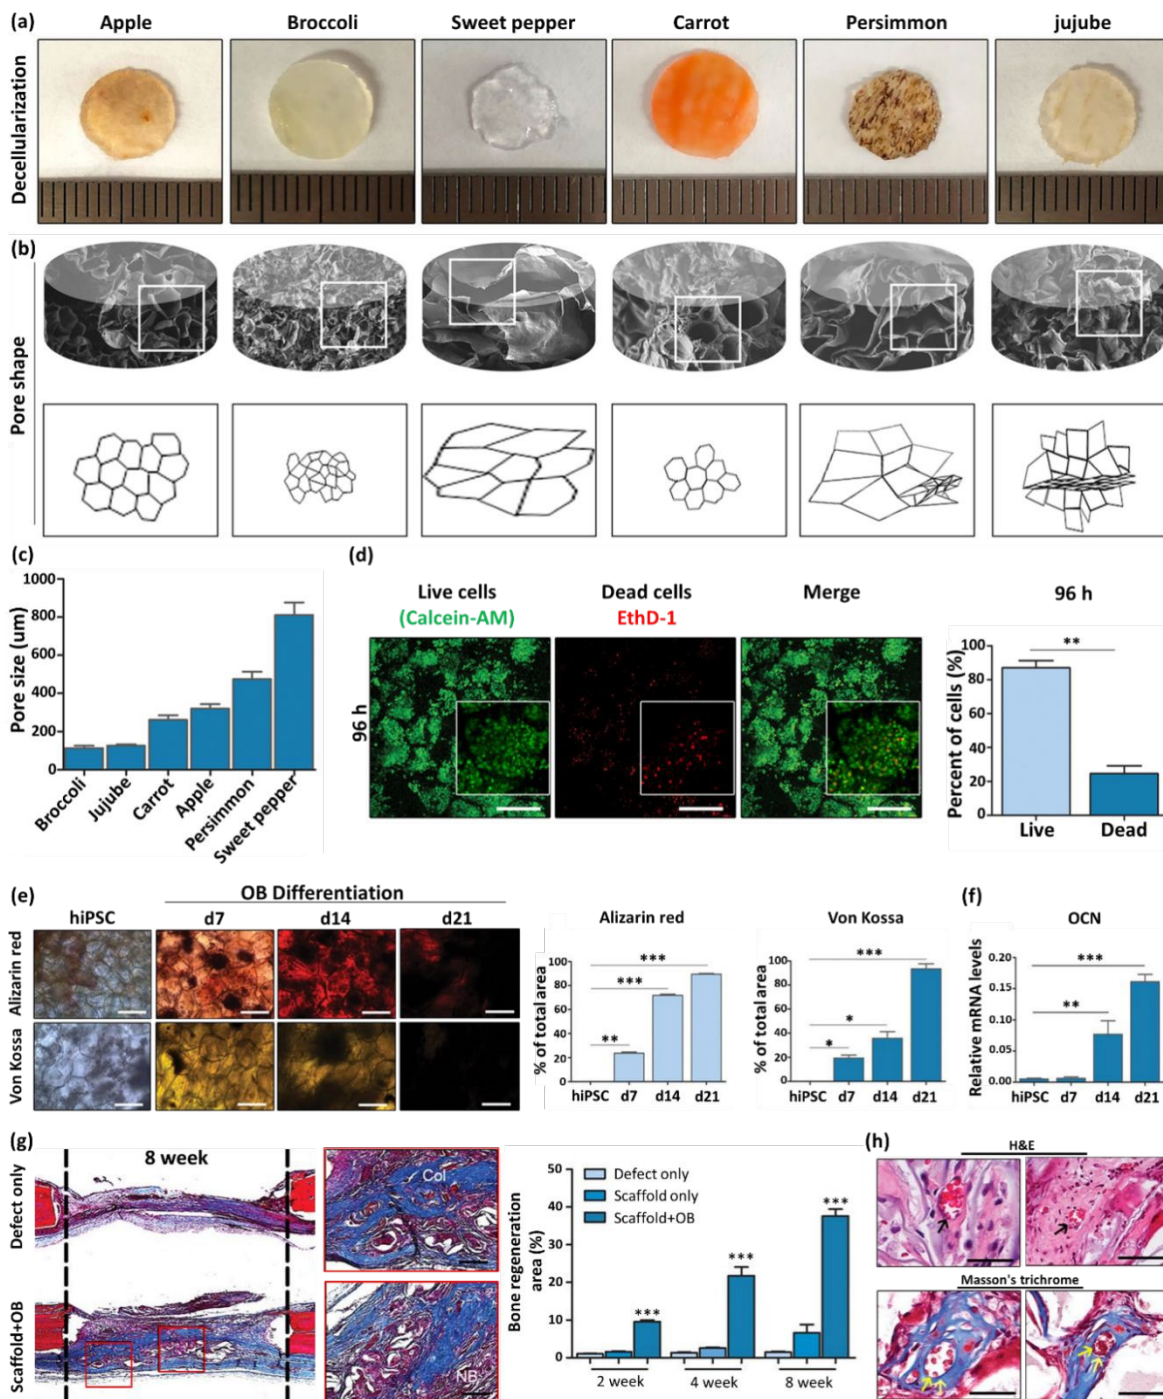 (a)
Apple
Broccoli
Sweet pepper
Carrot
Persimmon
jujube
Decellularization
(b)
Pore shape
(c)
Pore size (um)
1000
800
600
400
200
0
Broccoli
Jujube
Carrot
Apple
Persimmon
Sweet pepper
(d)
Live cells
(Calcein-AM)
Dead cells
EthD-1
Merge
96 h
96 h
Percent of cells (%)
100
80
60
40
20
0
**
Live
Dead
(e)
OB Differentiation
hiPSC
d7
d14
d21
Alizarin red
Von Kossa
Alizarin red
% of total area
100
80
60
40
20
0
***
***
**
hiPSC
d7
d14
d21
Von Kossa
% of total area
100
80
60
40
20
0
***
*
*
hiPSC
d7
d14
d21
(f)
OCN
Relative mRNA levels
0.20
0.15
0.10
0.05
0.00
***
**
hiPSC
d7
d14
d21
(g)
8 week
Defect only
Scaffold+OB
Col
NB
Bone regeneration
area (%)
50
40
30
20
10
0
Defect only
Scaffold only
Scaffold+OB
***
***
***
2 week
4 week
8 week
(h)
H&E
Masson's trichrome